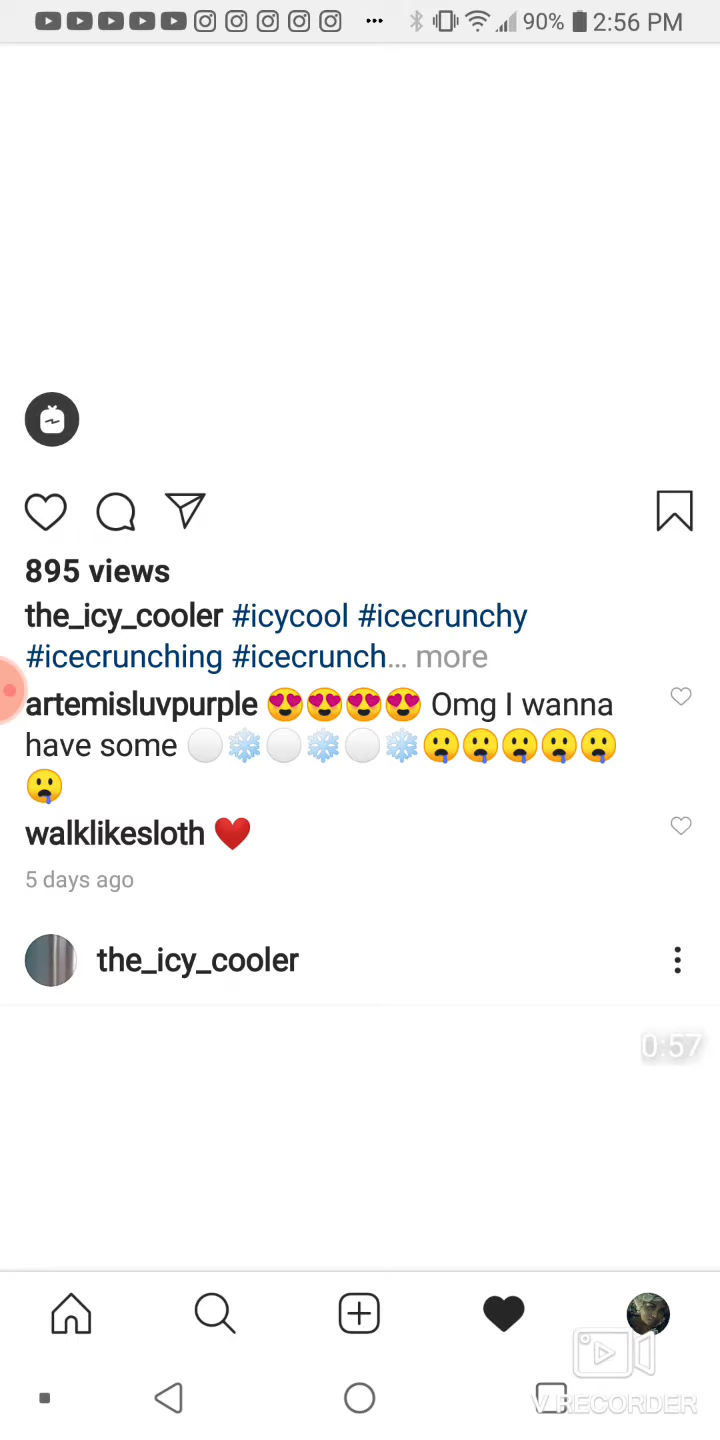 90% 2:56 PM
895 views
the_icy_cooler #icycool #icecrunchy
#icecrunching #icecrunch... more
artemisluvpurple 😍😍😍😍 Omg I wanna
have some ⚪❄️⚪❄️⚪❄️🤤🤤🤤🤤🤤
🤤
walklikesloth ❤️
5 days ago
the_icy_cooler
0:57
V RECORDER